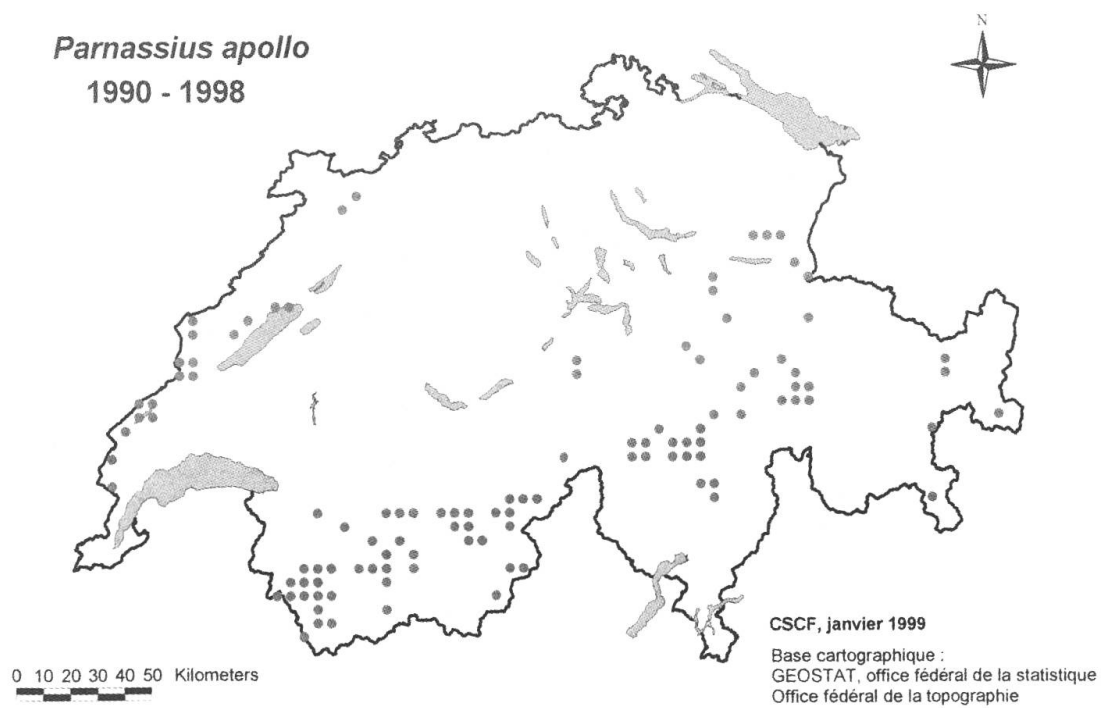 Parnassius apollo
1990 - 1998
N
CSCF, janvier 1999
Base cartographique :
GEOSTAT, office fédéral de la statistique
Office fédéral de la topographie
0 10 20 30 40 50 Kilometers